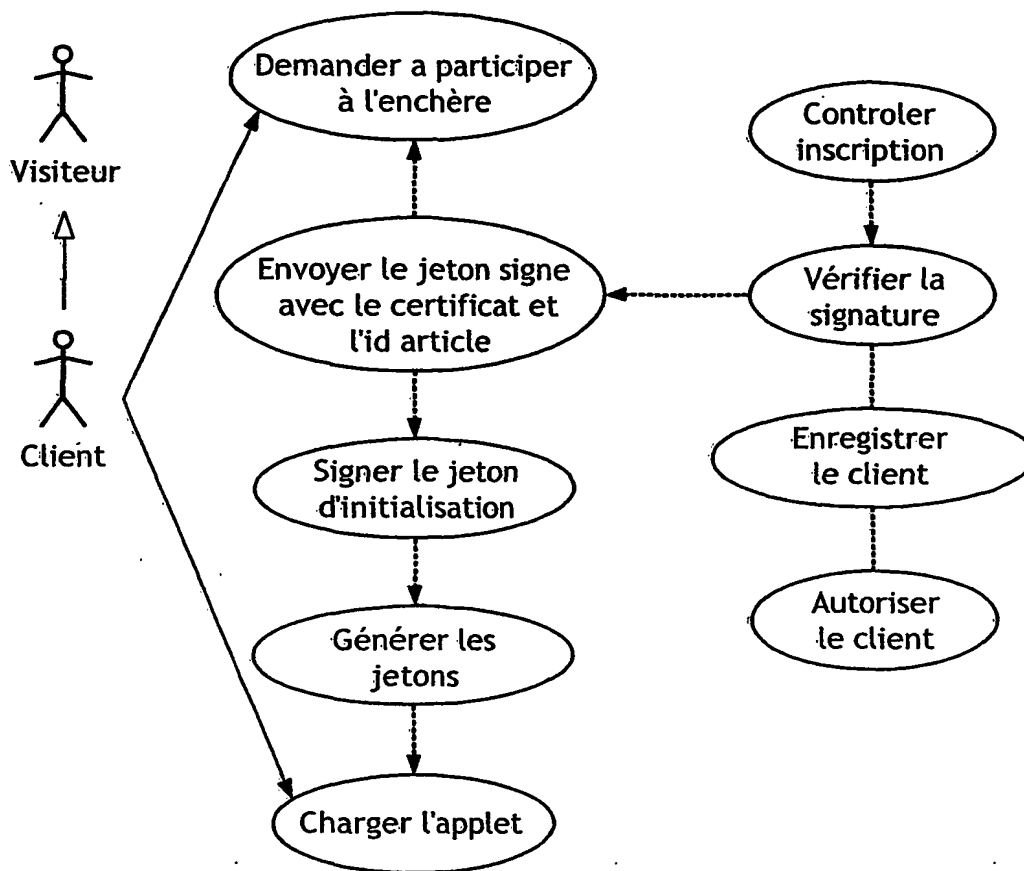 Visiteur
Client
Demander a participer
à l'enchère
Envoyer le jeton signe
avec le certificat et
l'id article
Signer le jeton
d'initialisation
Générer les
jetons
Charger l'applet
Controler
inscription
Vérifier la
signature
Enregistrer
le client
Autoriser
le client